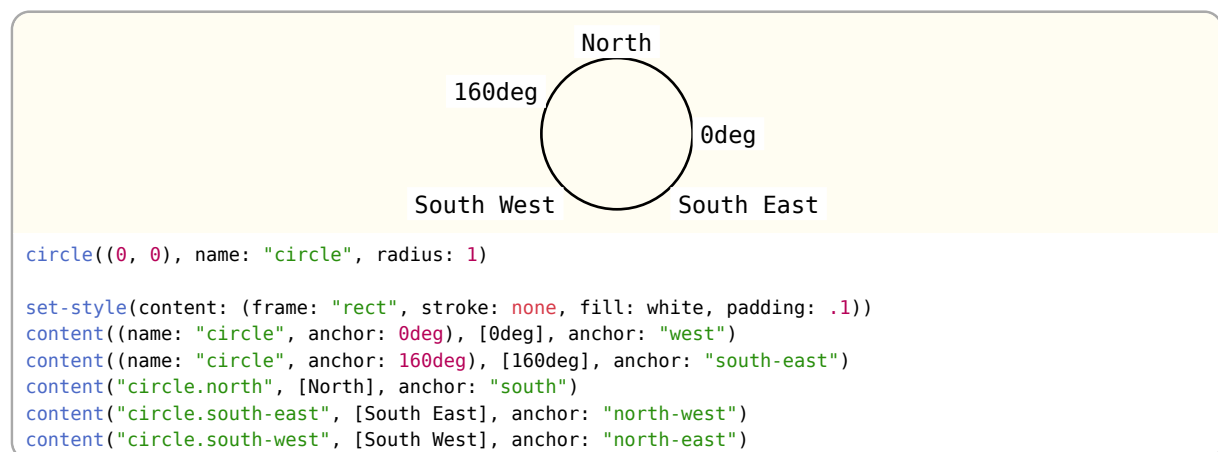 North
160deg
0deg
South West South East
circle((0, 0), name: "circle", radius: 1)
set-style(content: (frame: "rect", stroke: none, fill: white, padding: .1))
content((name: "circle", anchor: 0deg), [0deg], anchor: "west")
content((name: "circle", anchor: 160deg), [160deg], anchor: "south-east")
content("circle.north", [North], anchor: "south")
content("circle.south-east", [South East], anchor: "north-west")
content("circle.south-west", [South West], anchor: "north-east")